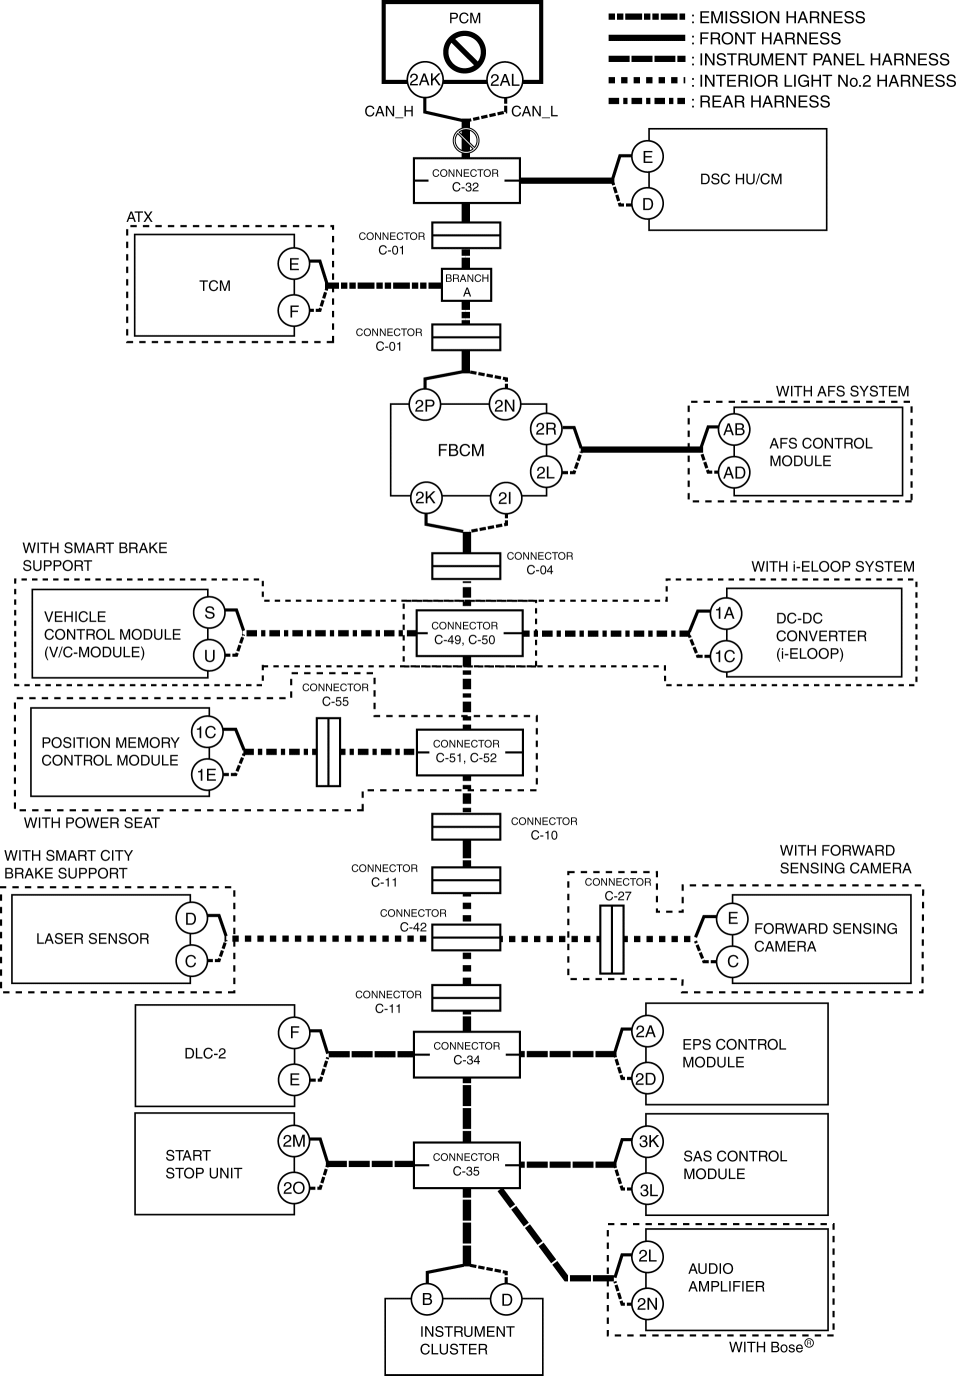 PCM
2AK
2AL
CAN_H
CAN_L
: EMISSION HARNESS
: FRONT HARNESS
: INSTRUMENT PANEL HARNESS
: INTERIOR LIGHT No.2 HARNESS
: REAR HARNESS
CONNECTOR
C-32
E
D
DSC HU/CM
ATX
TCM
E
F
CONNECTOR
C-01
BRANCH
A
CONNECTOR
C-01
2P
2N
FBCM
2R
2L
2K
2I
WITH AFS SYSTEM
AB
AD
AFS CONTROL
MODULE
CONNECTOR
C-04
WITH SMART BRAKE
SUPPORT
VEHICLE
CONTROL MODULE
(V/C-MODULE)
S
U
CONNECTOR
C-49, C-50
WITH i-ELOOP SYSTEM
1A
1C
DC-DC
CONVERTER
(i-ELOOP)
CONNECTOR
C-55
POSITION MEMORY
CONTROL MODULE
1C
1E
CONNECTOR
C-51, C-52
WITH POWER SEAT
CONNECTOR
C-10
WITH SMART CITY
BRAKE SUPPORT
LASER SENSOR
D
C
CONNECTOR
C-11
CONNECTOR
C-42
WITH FORWARD
SENSING CAMERA
CONNECTOR
C-27
E
C
FORWARD SENSING
CAMERA
CONNECTOR
C-11
DLC-2
F
E
CONNECTOR
C-34
2A
2D
EPS CONTROL
MODULE
START
STOP UNIT
2M
2O
CONNECTOR
C-35
3K
3L
SAS CONTROL
MODULE
2L
2N
AUDIO
AMPLIFIER
WITH Bose®
B
D
INSTRUMENT
CLUSTER